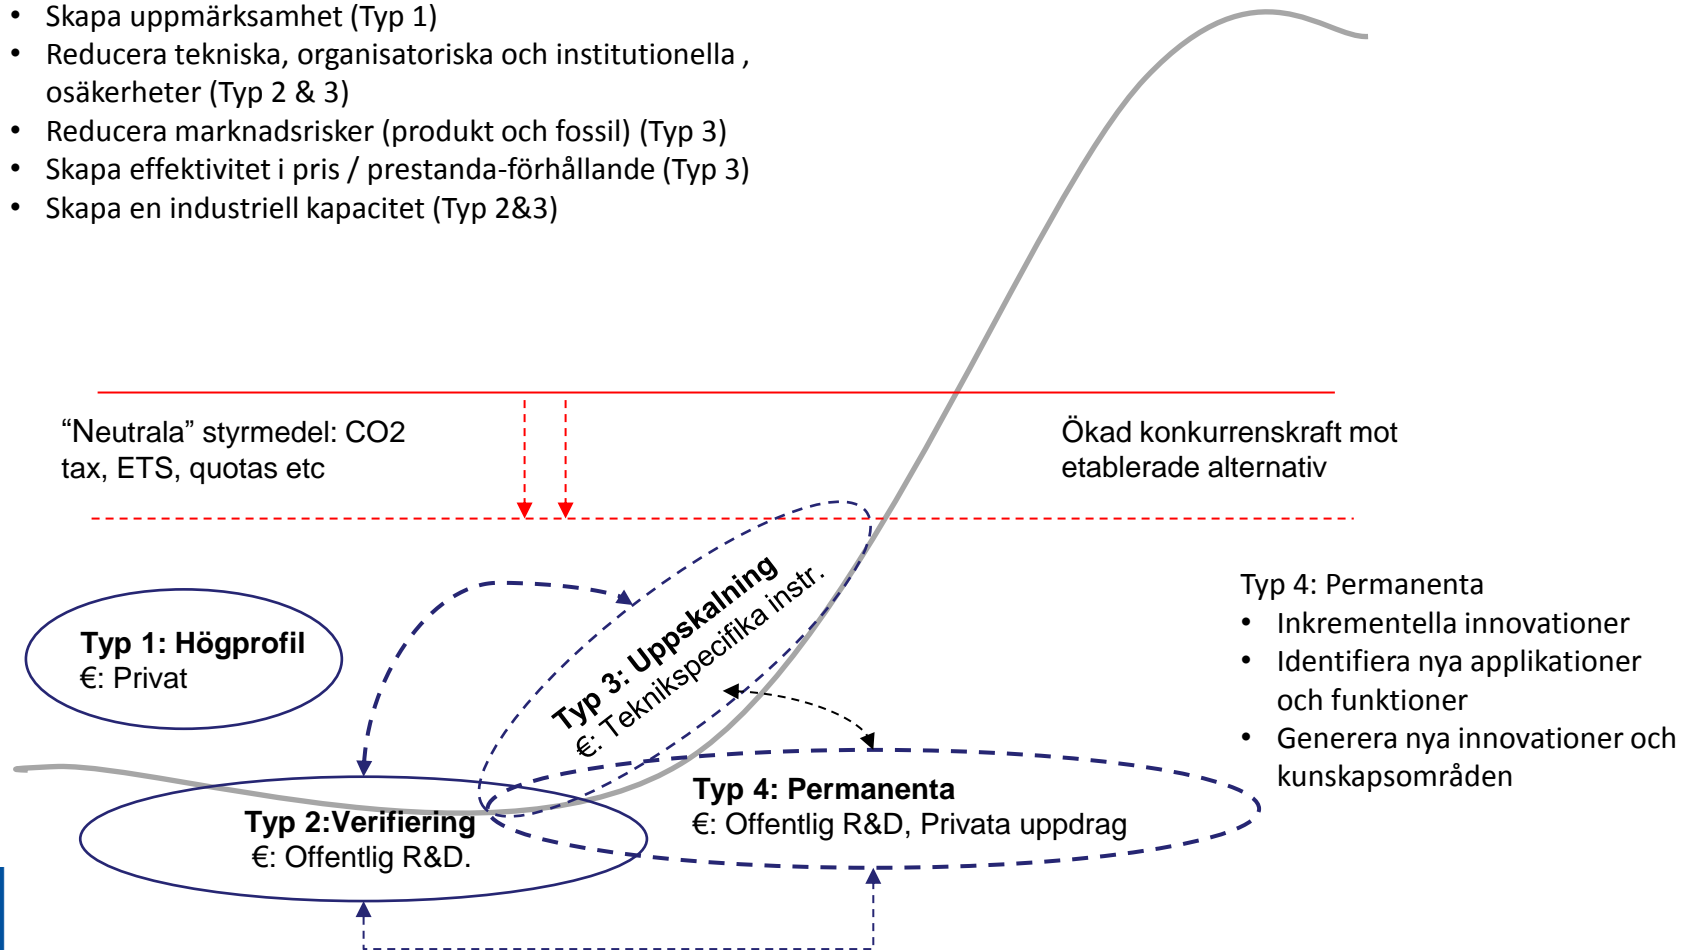 • Skapa uppmärksamhet (Typ 1)
• Reducera tekniska, organisatoriska och institutionella ,
osäkerheter (Typ 2 & 3)
• Reducera marknadsrisker (produkt och fossil) (Typ 3)
• Skapa effektivitet i pris / prestanda-förhållande (Typ 3)
• Skapa en industriell kapacitet (Typ 2&3)
“Neutrala” styrmedel: CO2
tax, ETS, quotas etc
Ökad konkurrenskraft mot
etablerade alternativ
Typ 1: Högprofil
€: Privat
Typ 3: Uppskalning
€: Teknikspecifika instr.
Typ 2:Verifiering
€: Offentlig R&D.
Typ 4: Permanenta
€: Offentlig R&D, Privata uppdrag
Typ 4: Permanenta
• Inkrementella innovationer
• Identifiera nya applikationer
och funktioner
• Generera nya innovationer och
kunskapsområden